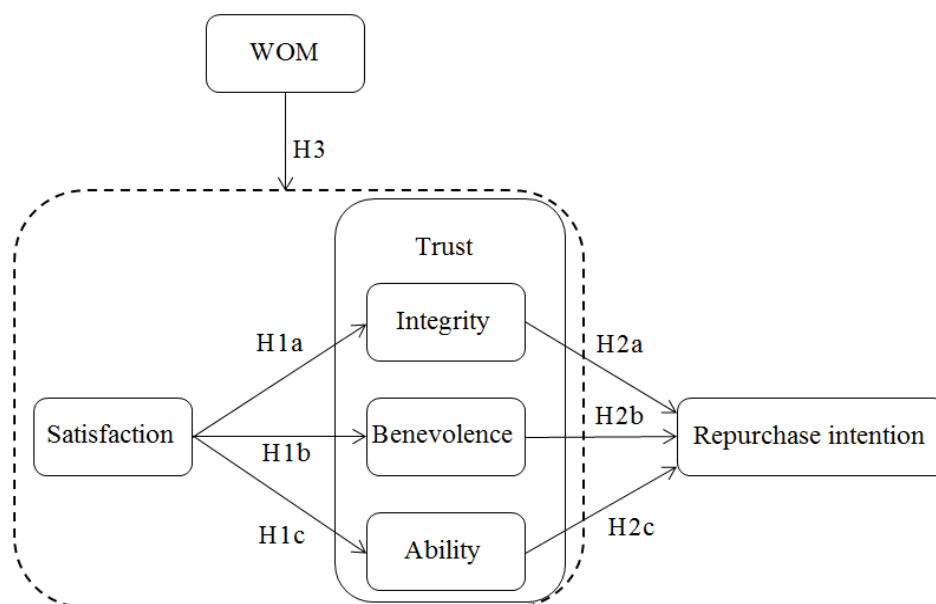 WOM
H3
Trust
Integrity
H1a
H2a
Satisfaction
H1b
Benevolence
H2b
Repurchase intention
H1c
Ability
H2c